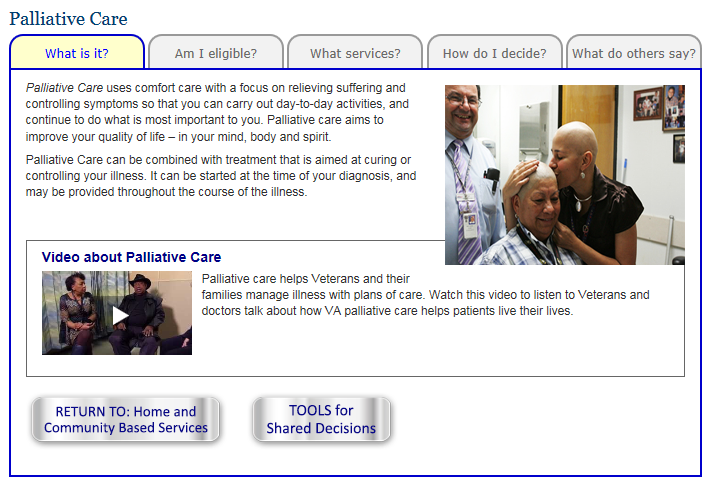 Palliative Care
What is it?
Am I eligible?
What services?
How do I decide?
What do others say?
Palliative Care uses comfort care with a focus on relieving suffering and
controlling symptoms so that you can carry out day-to-day activities, and
continue to do what is most important to you. Palliative care aims to
improve your quality of life – in your mind, body and spirit.
Palliative Care can be combined with treatment that is aimed at curing or
controlling your illness. It can be started at the time of your diagnosis, and
may be provided throughout the course of the illness.
Video about Palliative Care
Palliative care helps Veterans and their
families manage illness with plans of care. Watch this video to listen to Veterans and
doctors talk about how VA palliative care helps patients live their lives.
RETURN TO: Home and
Community Based Services
TOOLS for
Shared Decisions